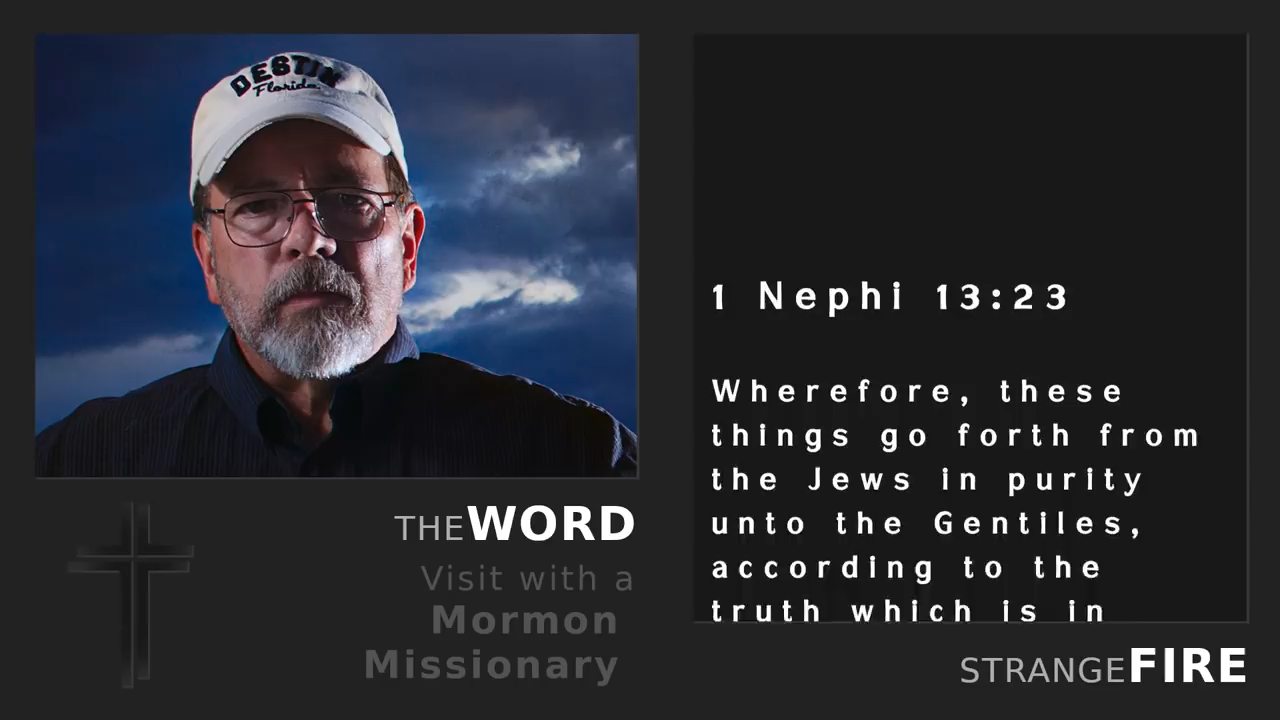 DESTIN
Florida
THEWORD
Visit with a
Mormon
Missionary
1 Nephi 13:23
Wherefore, these
things go forth from
the Jews in purity
unto the Gentiles,
according to the
truth which is in
STRANGEFIRE